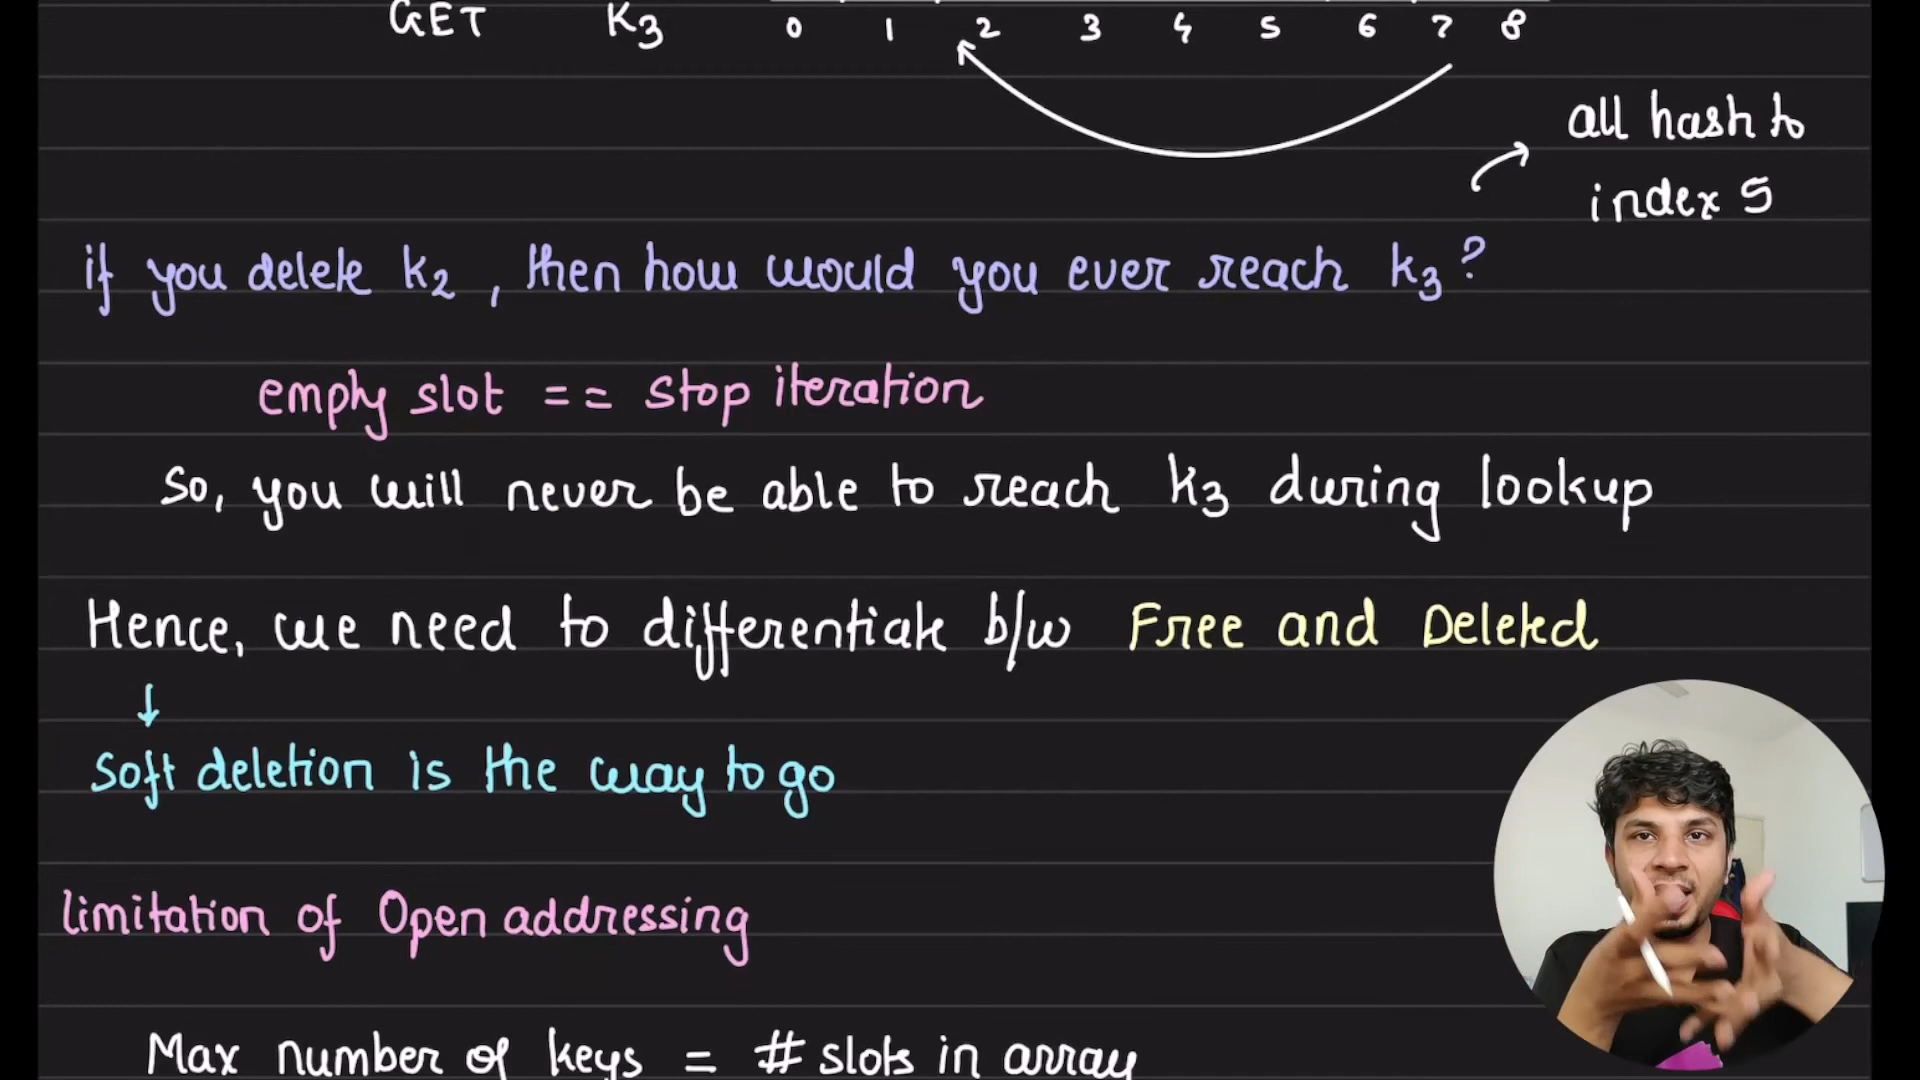 GET K3 0 1 2 3 4 5 6 7 8
all hash to
index 5
if you delete k2, then how would you ever reach k3?
empty slot == stop iteration
So, you will never be able to reach k3 during lookup
Hence, we need to differentiate b/w Free and Deleted
↓
Soft deletion is the way to go
limitation of Open addressing
Max number of keys = # slots in array